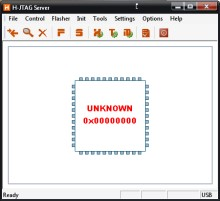 H-JTAG Server
File Control Flasher Init Tools Settings Options Help
UNKNOWN
0x00000000
Ready
USB